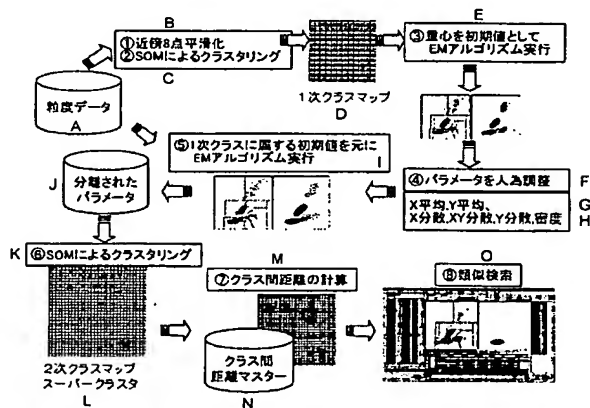 B
①近傍8点平滑化
②SOMによるクラスタリング
C
粒度データ
A
1次クラスマップ
D
E
③重心を初期値として
EMアルゴリズム実行
④パラメータを人為調整
F
X平均,Y平均、
G
X分散,XY分散,Y分散,密度
H
⑤1次クラスに属する初期値を元に
EMアルゴリズム実行
I
J
分離された
パラメータ
K
⑥SOMによるクラスタリング
2次クラスマップ
スーパークラスタ
L
M
⑦クラス間距離の計算
クラス間
距離マスター
N
O
⑧類似検索